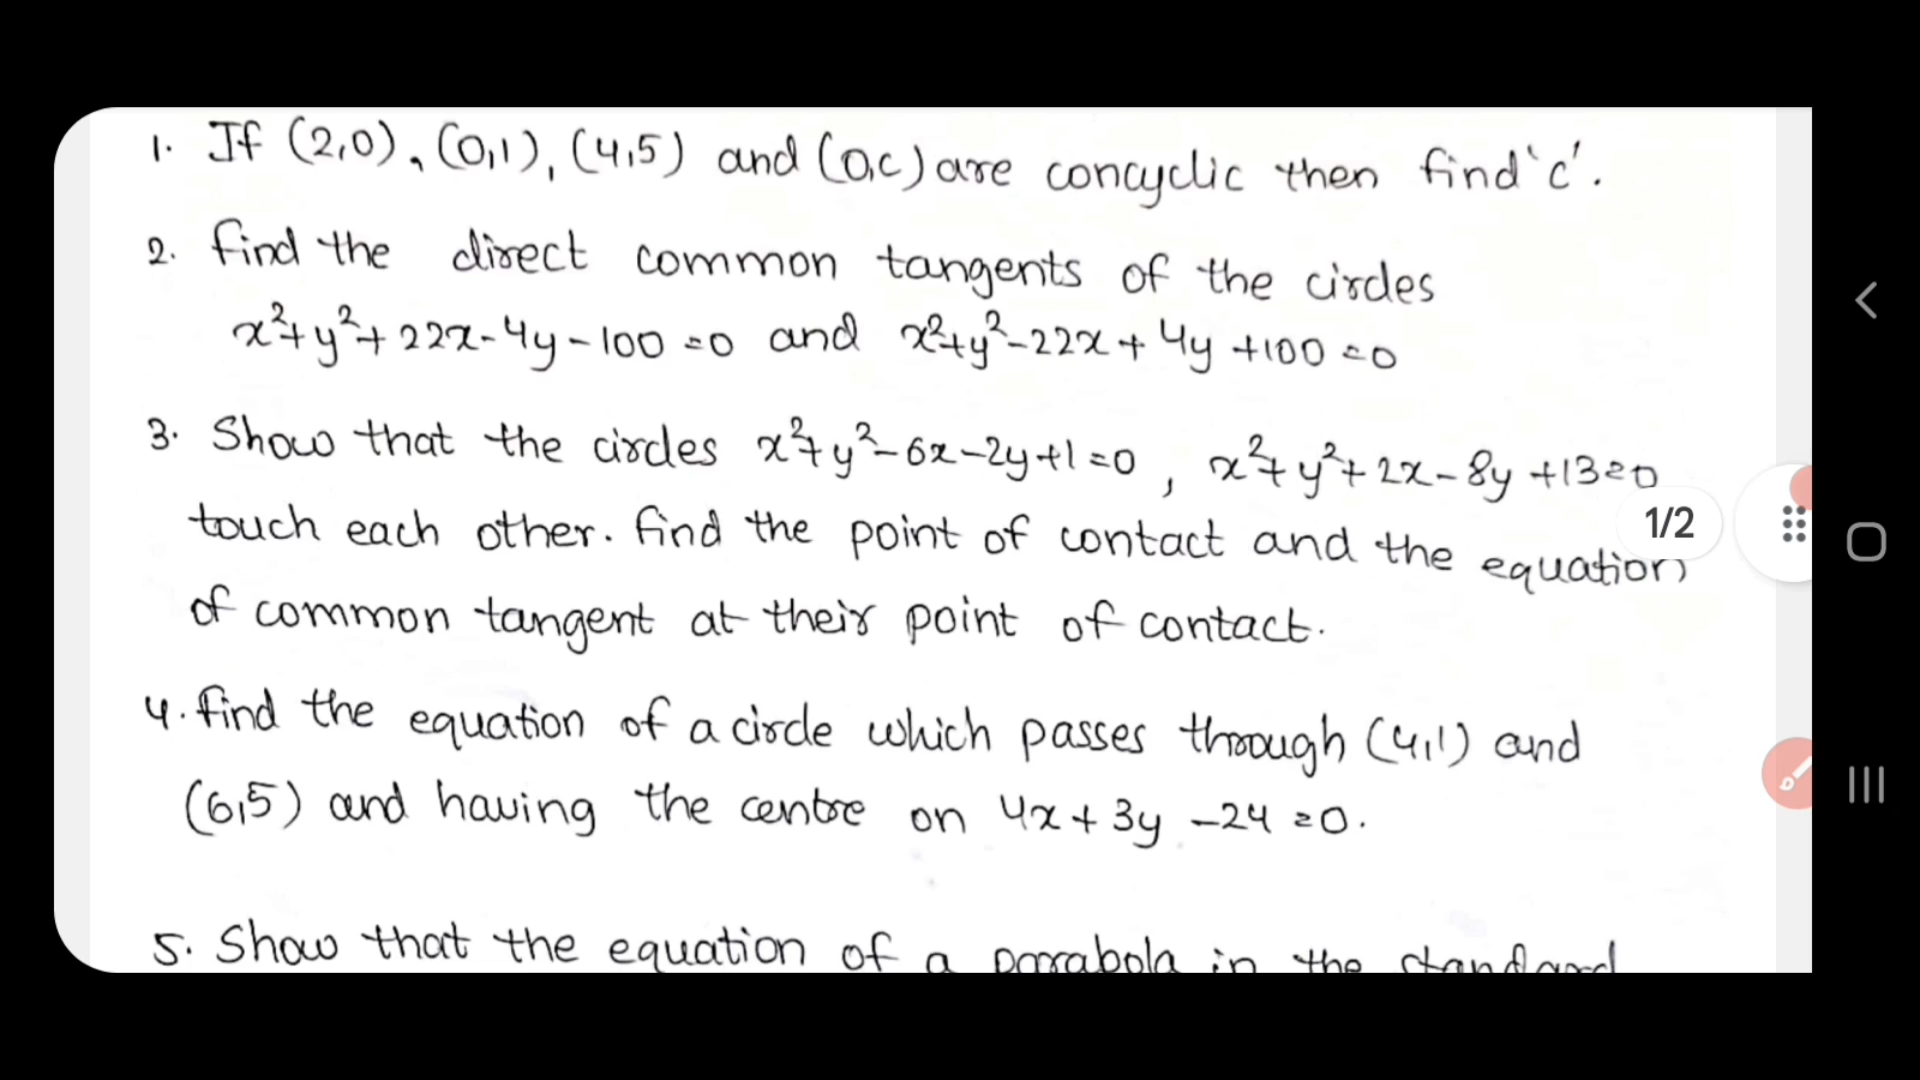 1. If (2,0), (0,1), (4,5) and (0,c) are concyclic then find 'c'.
2. find the direct common tangents of the circles
x²+y²+22x-4y-100=0 and x²+y²-22x+4y+100=0
3. Show that the circles x²+y²-6x-2y+1=0, x²+y²+2x-8y+13=0
touch each other. find the point of contact and the equation
of common tangent at their point of contact.
1/2
4. find the equation of a circle which passes through (4,1) and
(6,5) and having the centre on 4x+3y-24=0.
5. Show that the equation of a parabola in the standard